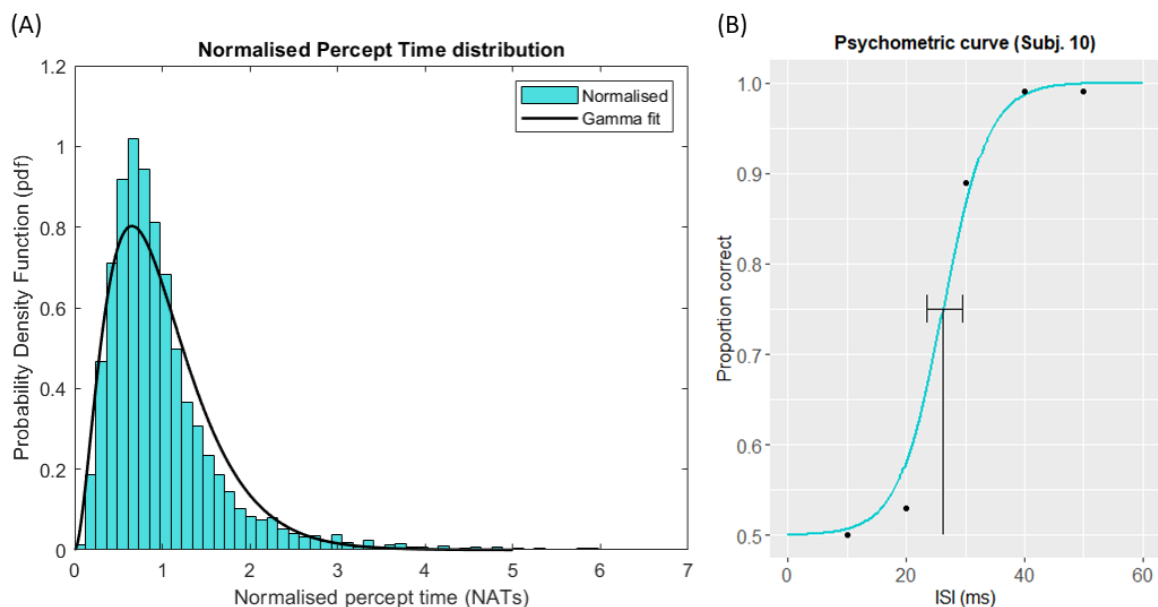 (A)
Normalised Percept Time distribution
1.2
1
0.8
0.6
0.4
0.2
0
Probability Density Function (pdf)
Normalised
Gamma fit
0 1 2 3 4 5 6 7
Normalised percept time (NATs)
(B)
Psychometric curve (Subj. 10)
1.0
0.9
0.8
0.7
0.6
0.5
Proportion correct
0 20 40 60
ISI (ms)